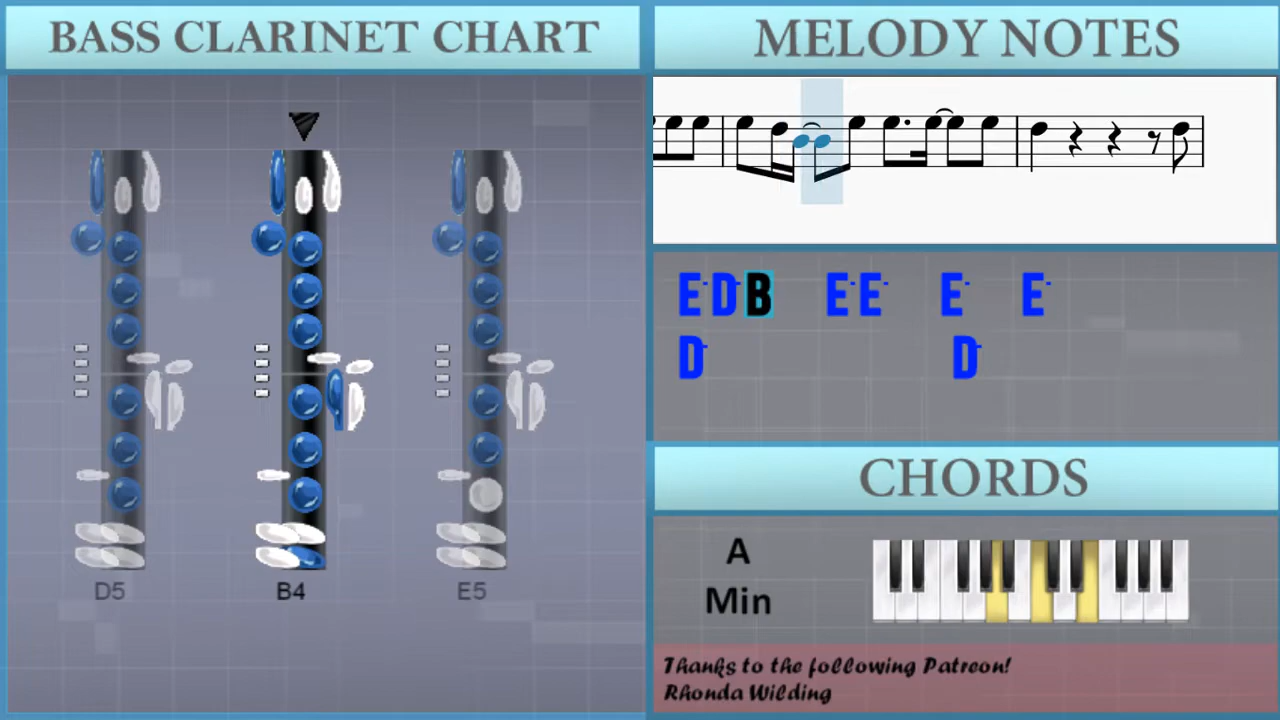 BASS CLARINET CHART
MELODY NOTES
D5
B4
E5
E- D- B E- E- E- E-
D- D-
CHORDS
A
Min
Thanks to the following Patreon!
Rhonda Wilding